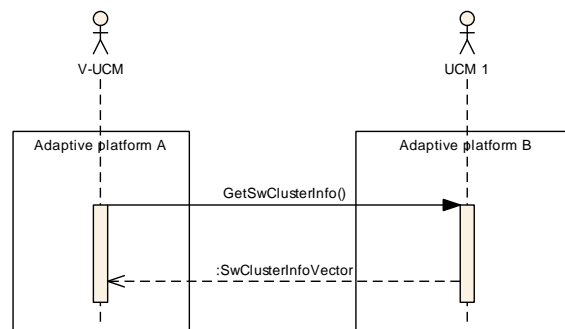 V-UCM
UCM 1
Adaptive platform A
Adaptive platform B
GetSwClusterInfo()
:SwClusterInfoVector